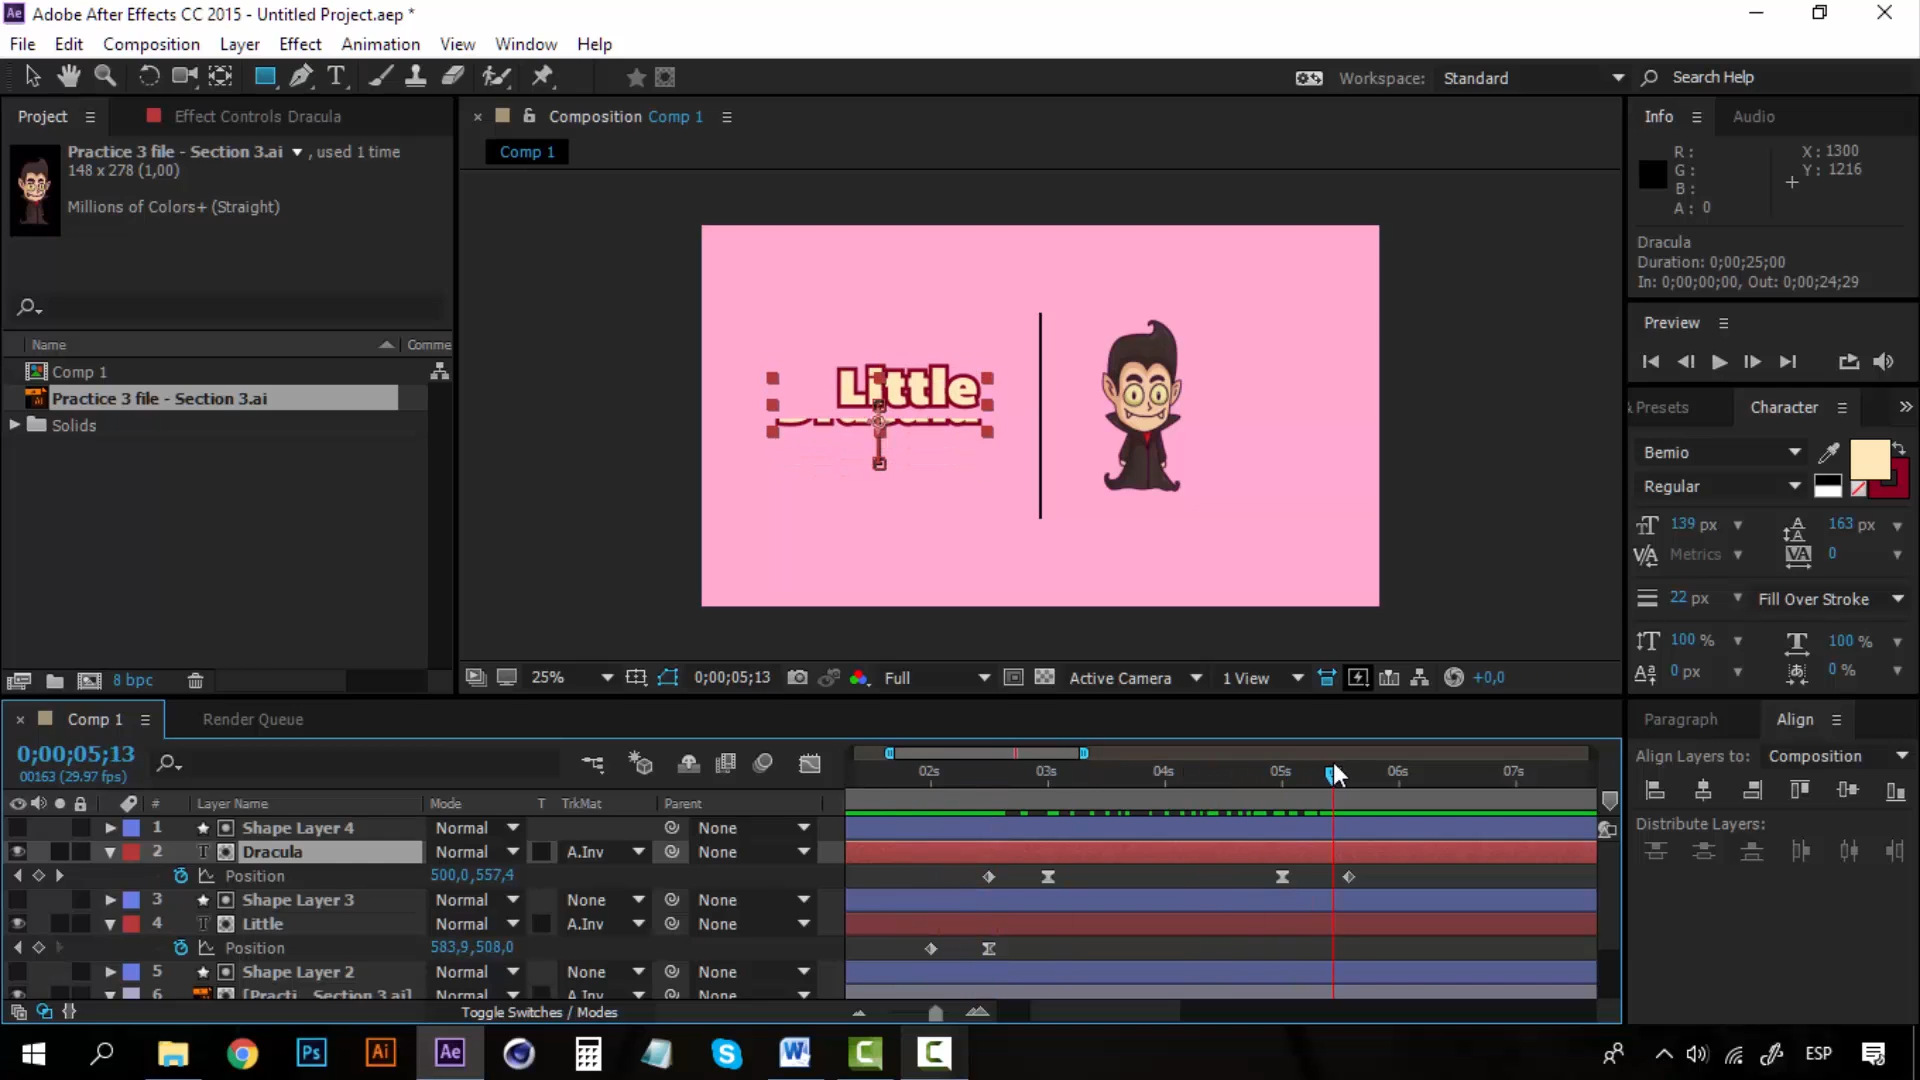 Adobe After Effects CC 2015 - Untitled Project.aep *
File Edit Composition Layer Effect Animation View Window Help
Workspace: Standard Search Help
Project Effect Controls Dracula
Practice 3 file - Section 3.ai , used 1 time
148 x 278 (1,00)
Millions of Colors+ (Straight)
Name Comme
Comp 1
Practice 3 file - Section 3.ai
Solids
8 bpc
Composition Comp 1
Comp 1
Little
25% 0;00;05;13 Full Active Camera 1 View +0,0
Info Audio
R :
G :
B :
A : 0
X : 1300
Y : 1216
Dracula
Duration: 0;00;25;00
In: 0;00;00;00, Out: 0;00;24;29
Preview
& Presets Character
Bemio
Regular
139 px 163 px
Metrics 0
22 px Fill Over Stroke
100 % 100 %
0 px 0 %
Paragraph Align
Align Layers to: Composition
Distribute Layers:
Comp 1 Render Queue
0;00;05;13
00163 (29.97 fps)
02s 03s 04s 05s 06s 07s
# Layer Name Mode T TrkMat Parent
1 Shape Layer 4 Normal None
2 Dracula Normal A.Inv None
Position 500,0,557,4
3 Shape Layer 3 Normal None None
4 Little Normal A.Inv None
Position 583,9,508,0
5 Shape Layer 2 Normal None None
6 [Practi... Section 3.ai] Normal A.Inv None
Toggle Switches / Modes
Ps Ai Ae ESP